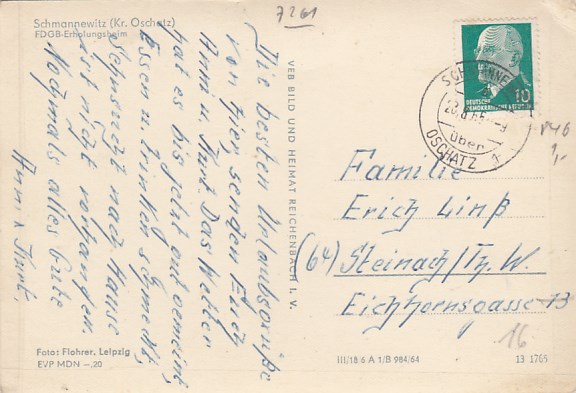 Schmannewitz (Kr. Oschatz)
FDGB-Erholungsheim
7261
Die besten Urlaubsgrüße
von hier senden Euch
Anni u. Kurt. Das Wetter
hat es bis jetzt gut gemeint,
Essen u. trinken schmeckt,
Sehnsucht nach Hause
ist nicht vorhanden.
Nochmals alles Gute
Anni u. Kurt.
VEB BILD UND HEIMAT REICHENBACH I. V.
DEUTSCHE
DEMOKRATISCHE REPUBLIK
10
über
OSCHATZ
Familie
Erich Linß
(64) Steinach/Th. W.
Eichhornsgasse 13
16
Foto: Flohrer, Leipzig
EVP MDN –,20
III/18/6 A 1/B 984/64
13 1765